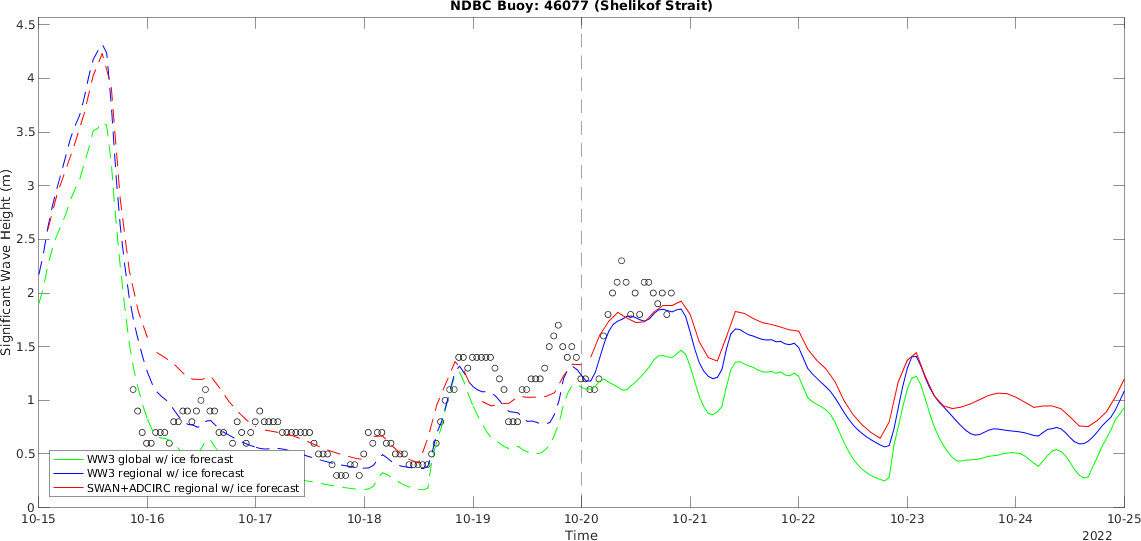 NDBC Buoy: 46077 (Shelikof Strait)
4.5
4
3.5
3
2.5
2
1.5
1
0.5
0
Significant Wave Height (m)
WW3 global w/ ice forecast
WW3 regional w/ ice forecast
SWAN+ADCIRC regional w/ ice forecast
10-15 10-16 10-17 10-18 10-19 10-20 10-21 10-22 10-23 10-24 10-25
Time
2022